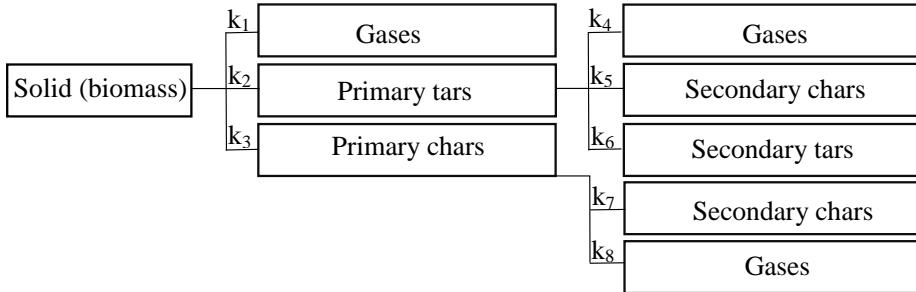 k₁ Gases
k₄ Gases
Solid (biomass)
k₂ Primary tars
k₅ Secondary chars
k₃ Primary chars
k₆ Secondary tars
k₇ Secondary chars
k₈ Gases